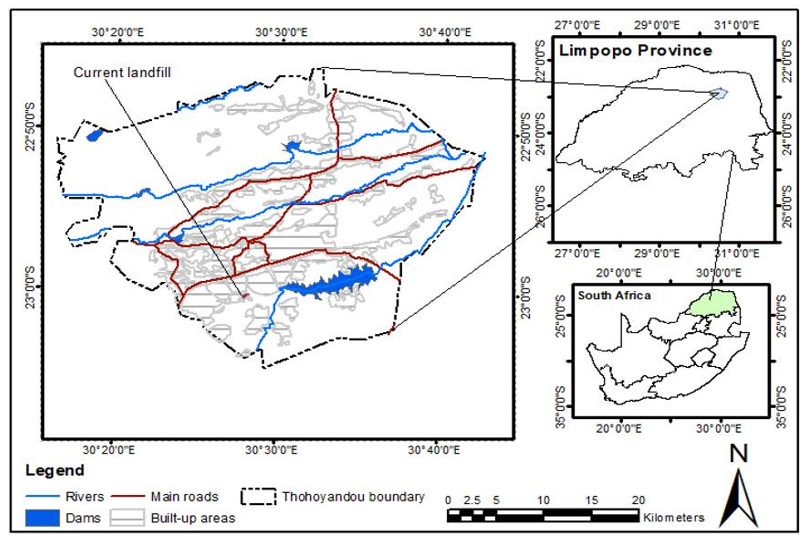 30°20'0"E 30°30'0"E 30°40'0"E
Current landfill
22°50'0"S
23°0'0"S
22°50'0"S
23°0'0"S
30°20'0"E 30°30'0"E 30°40'0"E
27°0'0"E 29°0'0"E 31°0'0"E
Limpopo Province
22°0'0"S
24°0'0"S
26°0'0"S
22°0'0"S
24°0'0"S
26°0'0"S
27°0'0"E 29°0'0"E 31°0'0"E
20°0'0"E 30°0'0"E
South Africa
25°0'0"S
35°0'0"S
25°0'0"S
35°0'0"S
20°0'0"E 30°0'0"E
Legend
Rivers Main roads Thohoyandou boundary
Dams Built-up areas
0 2.5 5 10 15 20
Kilometers
N